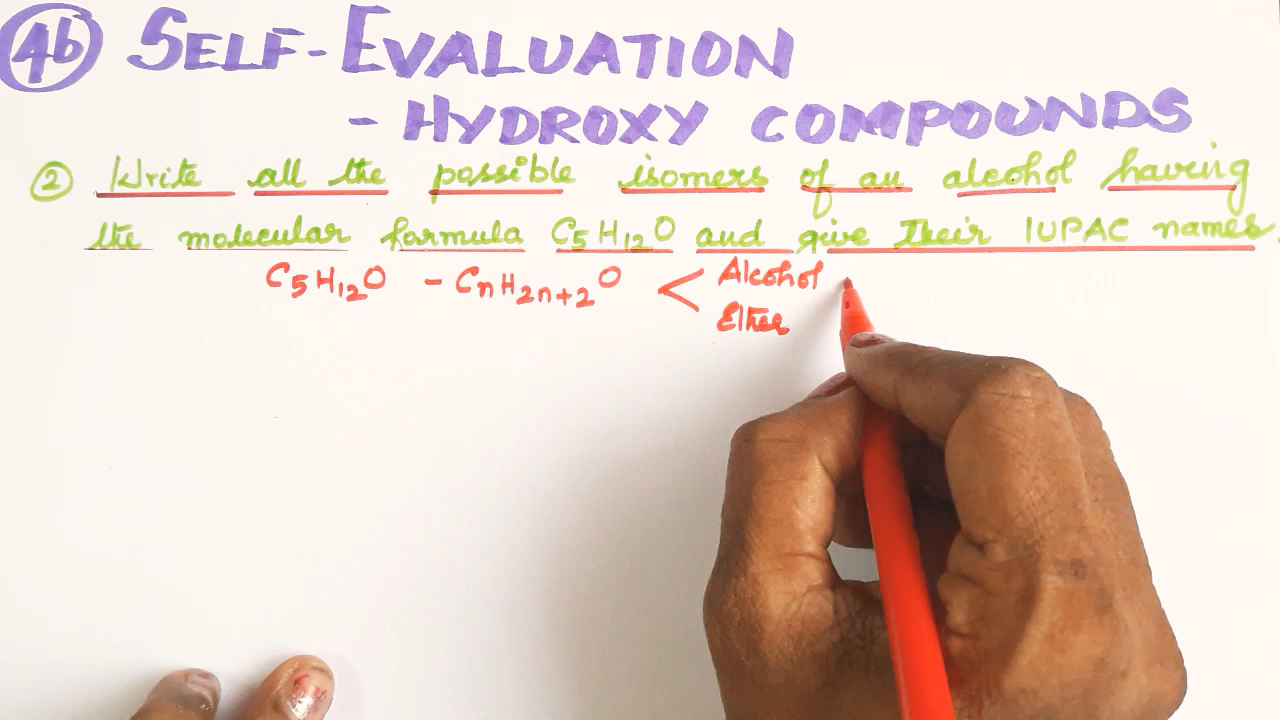 4b SELF-EVALUATION
- HYDROXY COMPOUNDS
2 Write all the possible isomers of an alcohol having
the molecular formula C5H12O and give their IUPAC names.
C5H12O - CnH2n+2O < Alcohol
Ether